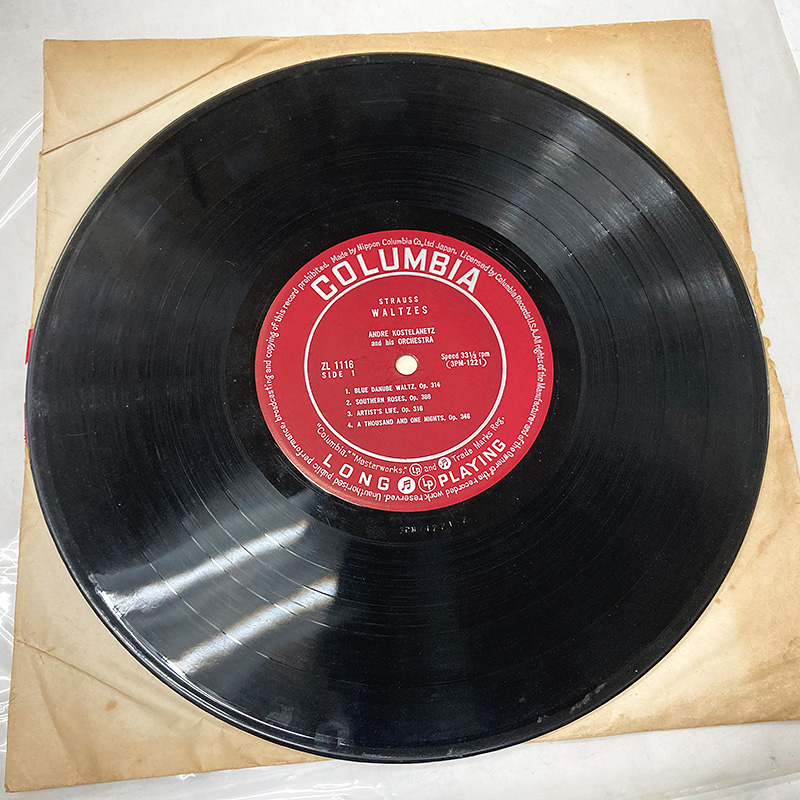 Unauthorised public performance, broadcasting and copying of this record prohibited. Made by Nippon Columbia Co., Ltd Japan. Licensed by Columbia Records U.S.A. All rights of the Manufacturer and of the Owner of the recorded work reserved.
COLUMBIA
STRAUSS
WALTZES
ANDRE KOSTELANETZ
and his ORCHESTRA
ZL 1116
SIDE 1
Speed 33⅓ rpm
(3PM-1221)
1. BLUE DANUBE WALTZ, Op. 314
2. SOUTHERN ROSES, Op. 388
3. ARTIST'S LIFE, Op. 316
4. A THOUSAND AND ONE NIGHTS, Op. 346
"Columbia," "Masterworks," Lp and Trade Marks Reg.
LONG Lp PLAYING